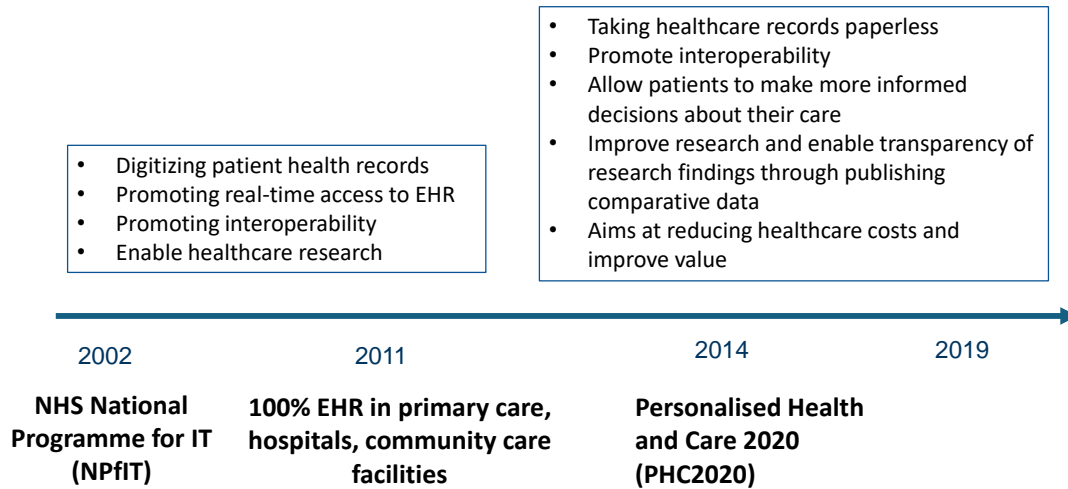 • Taking healthcare records paperless
• Promote interoperability
• Allow patients to make more informed
decisions about their care
• Improve research and enable transparency of
research findings through publishing
comparative data
• Aims at reducing healthcare costs and
improve value
• Digitizing patient health records
• Promoting real-time access to EHR
• Promoting interoperability
• Enable healthcare research
2002
2011
2014
2019
NHS National
Programme for IT
(NPfIT)
100% EHR in primary care,
hospitals, community care
facilities
Personalised Health
and Care 2020
(PHC2020)